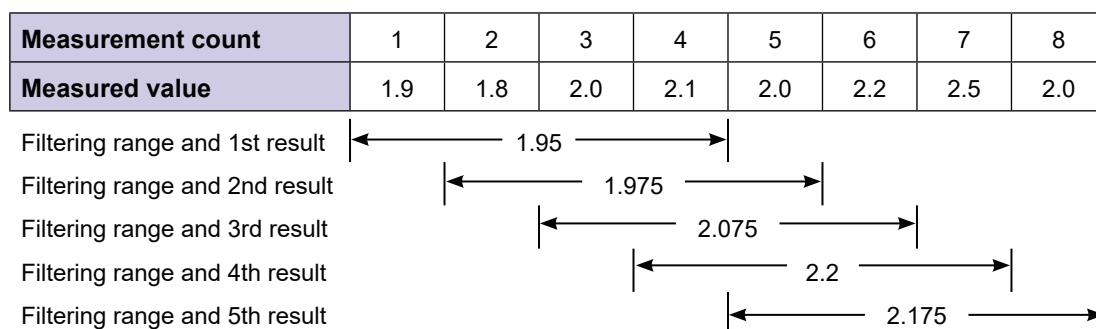 Measurement count 1 2 3 4 5 6 7 8
Measured value 1.9 1.8 2.0 2.1 2.0 2.2 2.5 2.0
Filtering range and 1st result 1.95
Filtering range and 2nd result 1.975
Filtering range and 3rd result 2.075
Filtering range and 4th result 2.2
Filtering range and 5th result 2.175